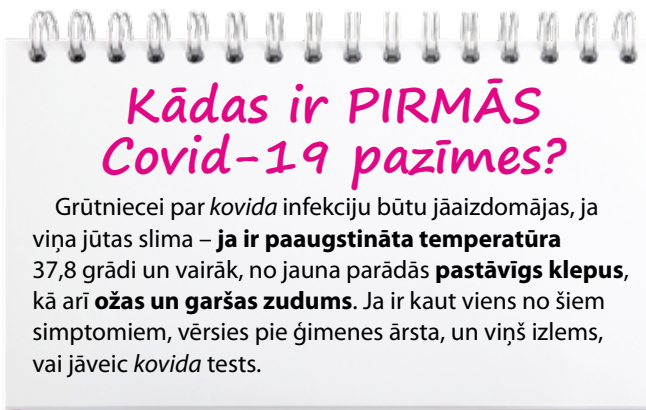 Kādas ir PIRMĀS
Covid-19 pazīmes?
Grūtniecei par kovida infekciju būtu jāaizdomājas, ja
viņa jūtas slima – ja ir paaugstināta temperatūra
37,8 grādi un vairāk, no jauna parādās pastāvīgs klepus,
kā arī ožas un garšas zudums. Ja ir kaut viens no šiem
simptomiem, vērsies pie ģimenes ārsta, un viņš izlems,
vai jāveic kovida tests.